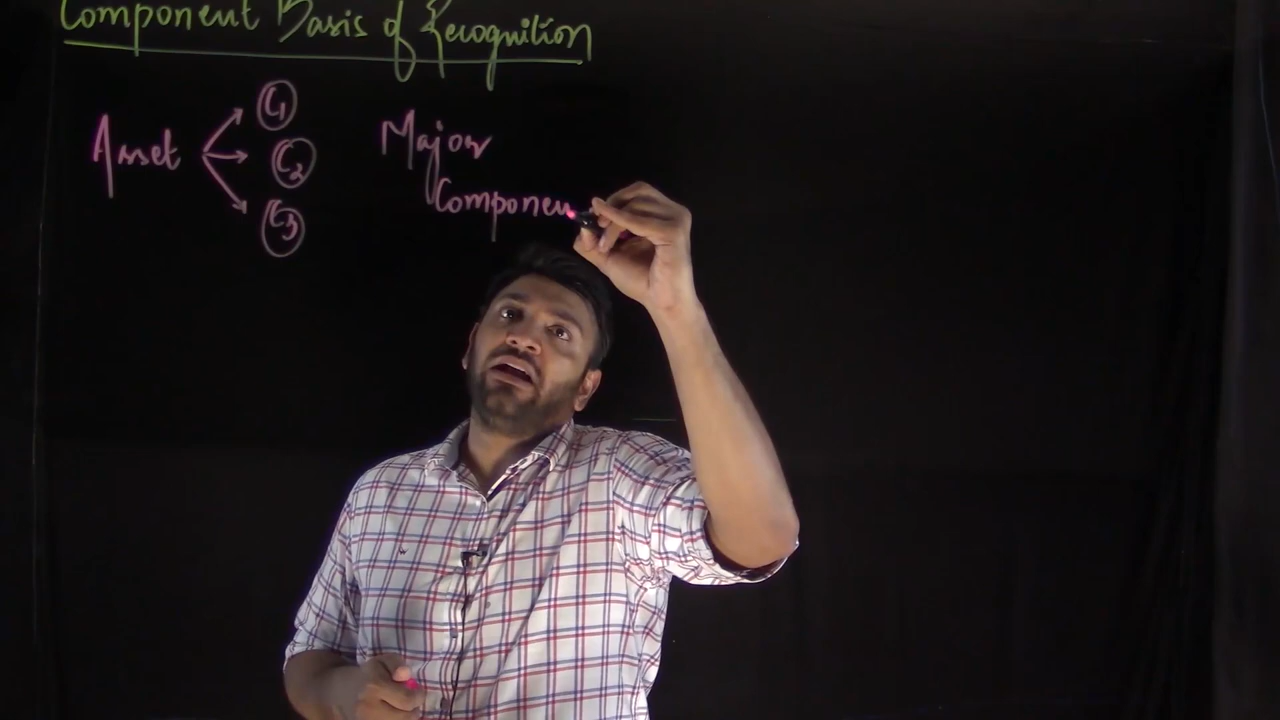 Component Basis of Recognition
C1
Asset
C2
C3
Major
Componen